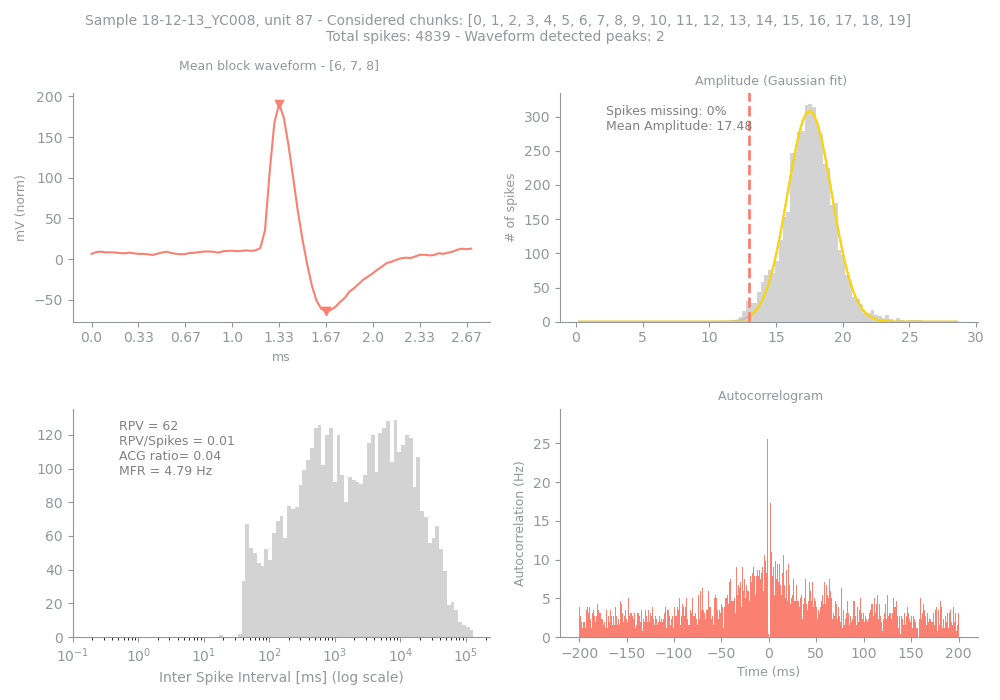 Sample 18-12-13_YC008, unit 87 - Considered chunks: [0, 1, 2, 3, 4, 5, 6, 7, 8, 9, 10, 11, 12, 13, 14, 15, 16, 17, 18, 19]
Total spikes: 4839 - Waveform detected peaks: 2
Mean block waveform - [6, 7, 8]
mV (norm)
200
150
100
50
0
−50
0.0 0.33 0.67 1.0 1.33 1.67 2.0 2.33 2.67
ms
Amplitude (Gaussian fit)
Spikes missing: 0%
Mean Amplitude: 17.48
# of spikes
300
250
200
150
100
50
0
0 5 10 15 20 25 30
RPV = 62
RPV/Spikes = 0.01
ACG ratio= 0.04
MFR = 4.79 Hz
120
100
80
60
40
20
0
10⁻¹ 10⁰ 10¹ 10² 10³ 10⁴ 10⁵
Inter Spike Interval [ms] (log scale)
Autocorrelogram
Autocorrelation (Hz)
25
20
15
10
5
0
−200 −150 −100 −50 0 50 100 150 200
Time (ms)